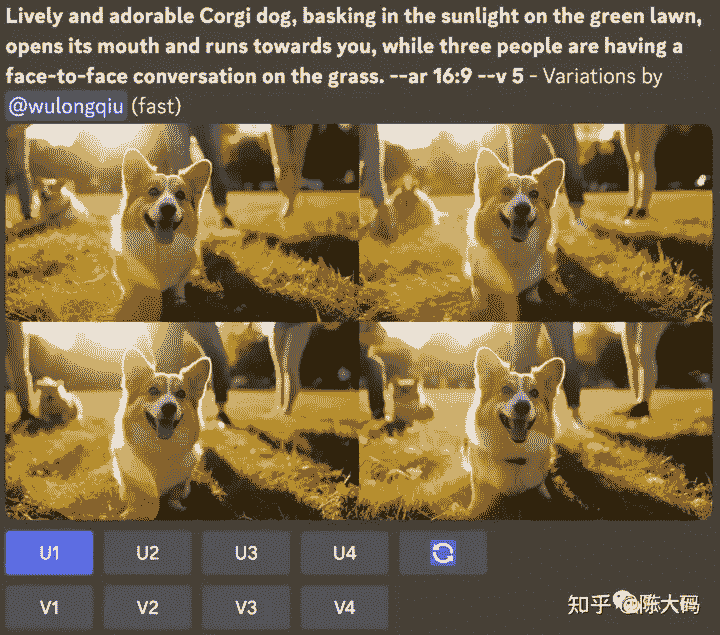 Lively and adorable Corgi dog, basking in the sunlight on the green lawn,
opens its mouth and runs towards you, while three people are having a
face-to-face conversation on the grass. --ar 16:9 --v 5 - Variations by
@wulongqiu (fast)
U1 U2 U3 U4
V1 V2 V3 V4
知乎 @陈大码